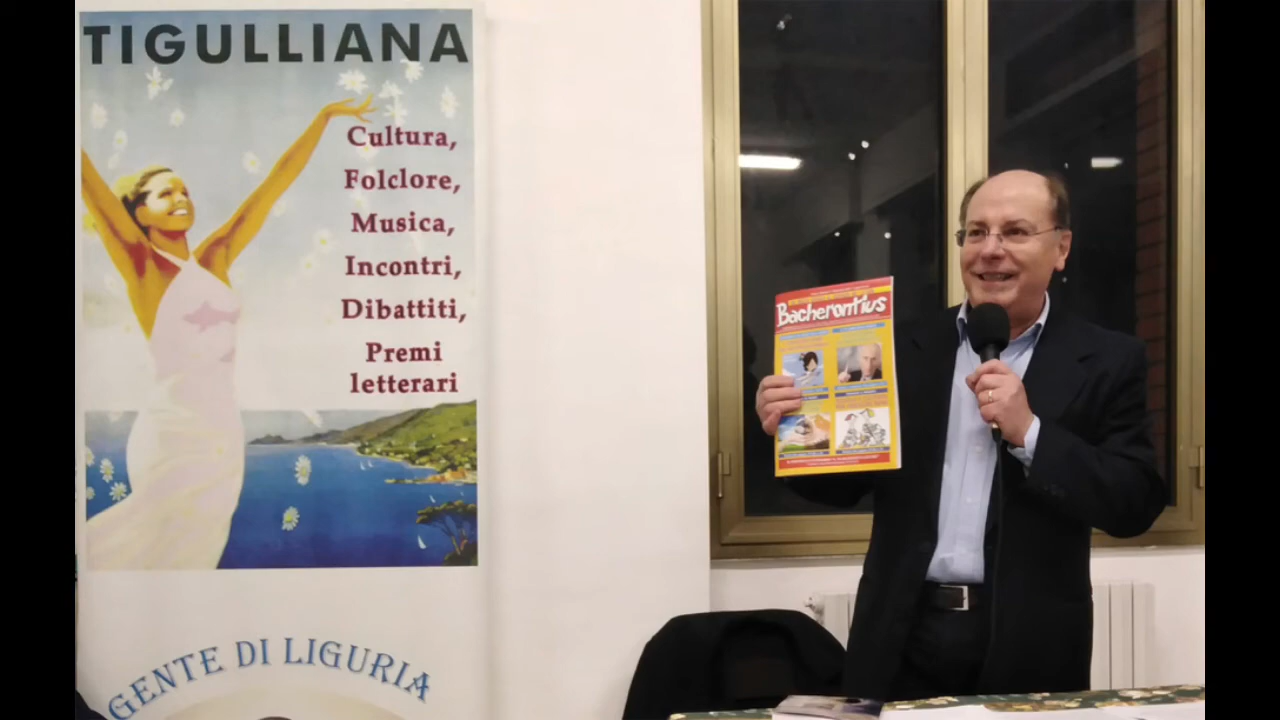 TIGULLIANA
Cultura,
Folclore,
Musica,
Incontri,
Dibattiti,
Premi
letterari
GENTE DI LIGURIA
Bacherontius